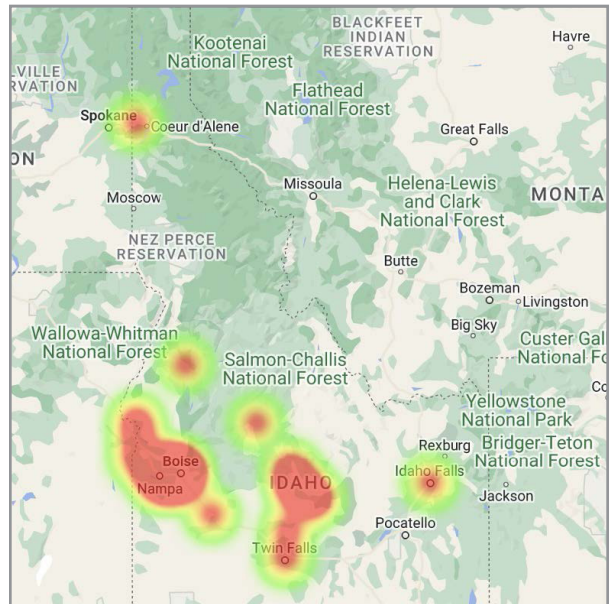 BLACKFEET
INDIAN
RESERVATION
Havre
Kootenai
National Forest
LVILLE
RVATION
Flathead
National Forest
Spokane
Coeur d'Alene
Great Falls
ON
Missoula
Helena-Lewis
and Clark
National Forest
MONTA
Moscow
NEZ PERCE
RESERVATION
Butte
Bozeman
Livingston
Big Sky
Wallowa-Whitman
National Forest
Salmon-Challis
National Forest
Custer Gal
National Fo
Co
Yellowstone
National Park
Rexburg
Bridger-Teton
National Forest
Boise
Nampa
IDAHO
Idaho Falls
Jackson
Pocatello
Twin Falls